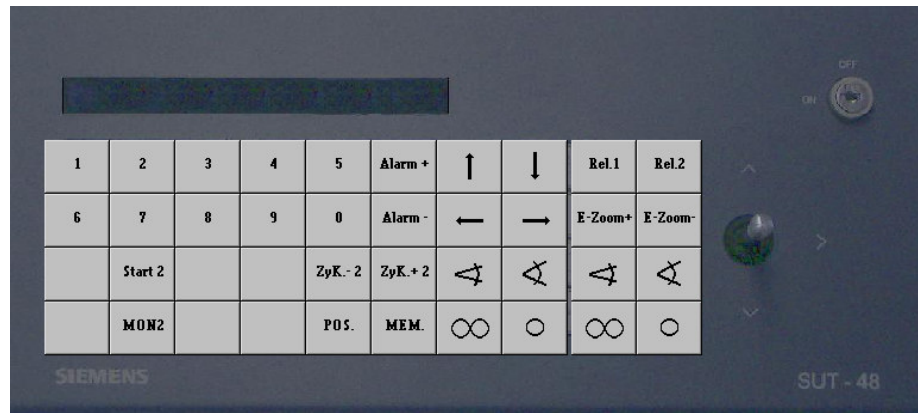 OFF
ON
1 2 3 4 5 Alarm + Rel.1 Rel.2
6 7 8 9 0 Alarm - E-Zoom+ E-Zoom-
Start 2 ZyK.- 2 ZyK.+ 2
MON2 POS. MEM.
SIEMENS SUT - 48